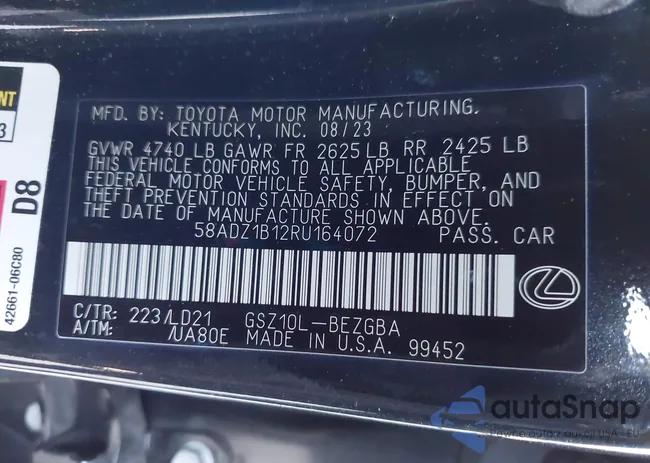 MFD. BY: TOYOTA MOTOR MANUFACTURING.
KENTUCKY, INC. 08/23
GVWR 4740 LB GAWR FR 2625 LB RR 2425 LB
THIS VEHICLE CONFORMS TO ALL APPLICABLE
FEDERAL MOTOR VEHICLE SAFETY, BUMPER, AND
THEFT PREVENTION STANDARDS IN EFFECT ON
THE DATE OF MANUFACTURE SHOWN ABOVE.
58ADZ1B12RU164072 PASS. CAR
C/TR: 223/LD21 GSZ10L-BEZGBA
A/TM: /UA80E MADE IN U.S.A. 99452
3
D8
42661-06C80
autoSnap